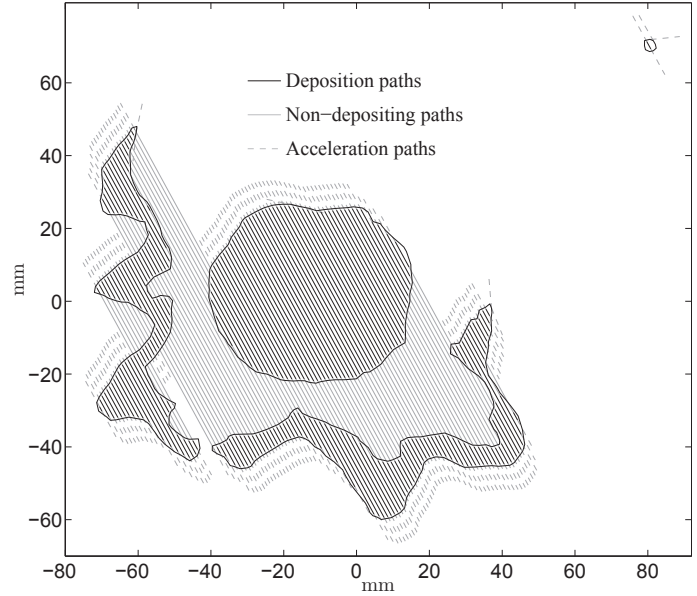 Deposition paths
Non−depositing paths
Acceleration paths
60
40
20
0
−20
−40
−60
mm
−80 −60 −40 −20 0 20 40 60 80
mm